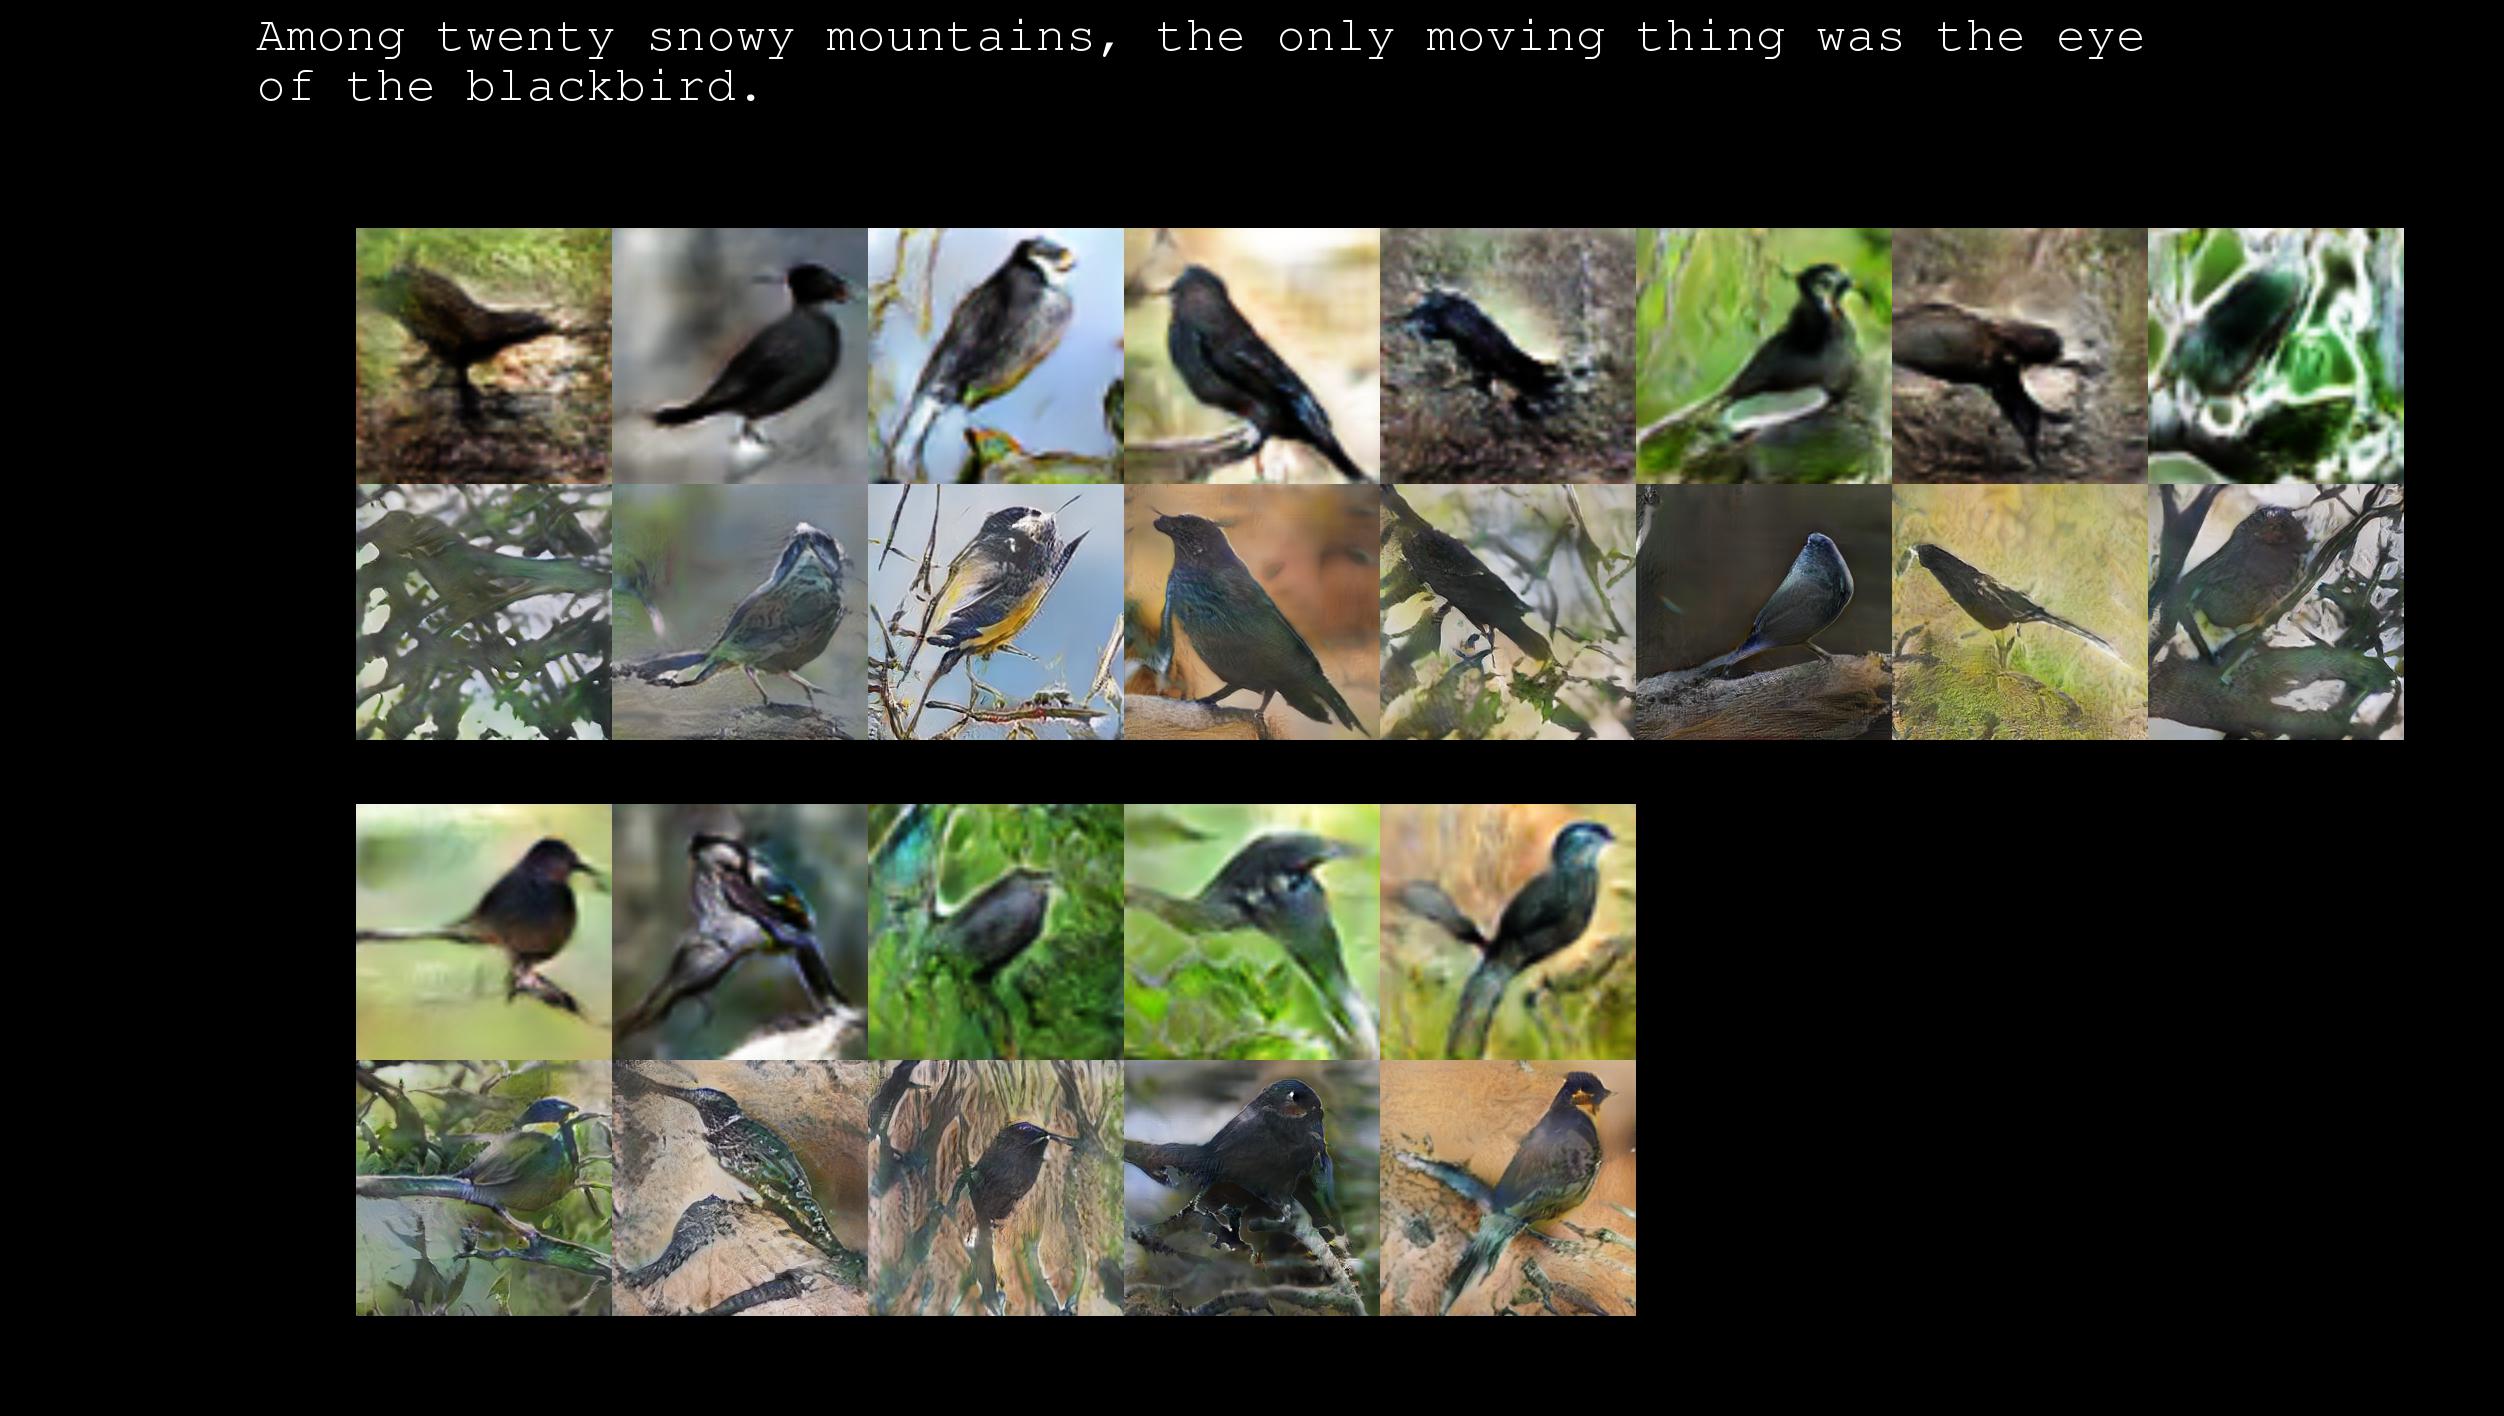 Among twenty snowy mountains, the only moving thing was the eye
of the blackbird.